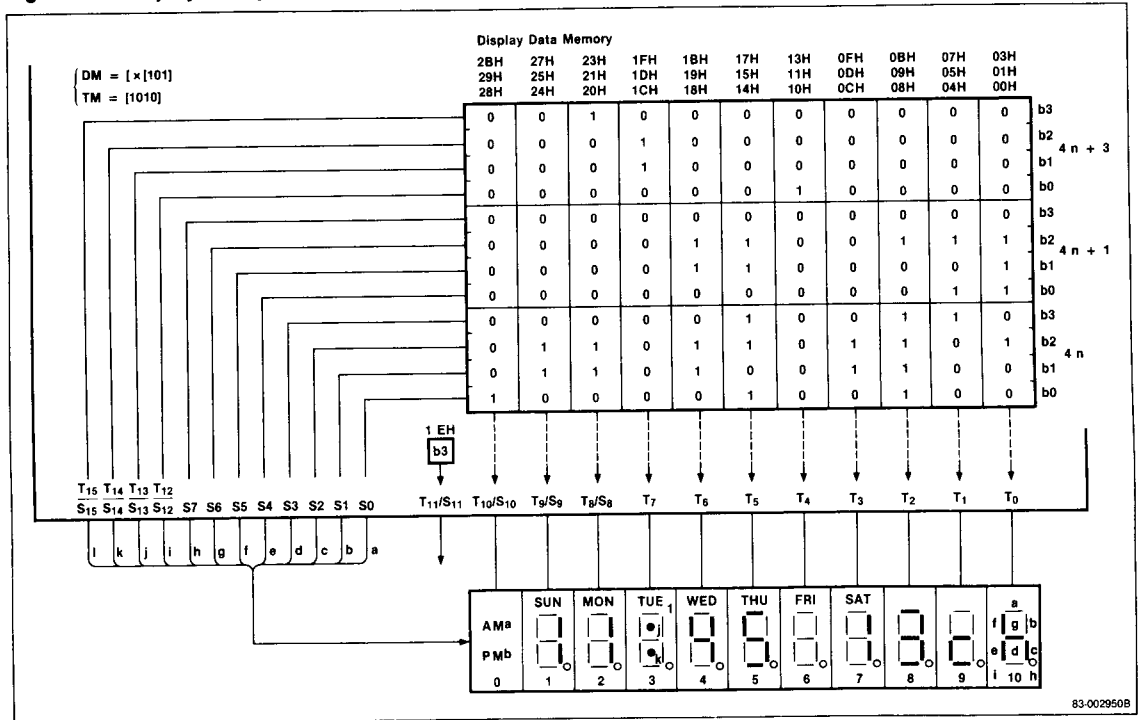 Display Data Memory
2BH 27H 23H 1FH 1BH 17H 13H 0FH 0BH 07H 03H
29H 25H 21H 1DH 19H 15H 11H 0DH 09H 05H 01H
28H 24H 20H 1CH 18H 14H 10H 0CH 08H 04H 00H
DM = [×[101]
TM = [1010]
0 0 1 0 0 0 0 0 0 0 0 b3
0 0 0 1 0 0 0 0 0 0 0 b2
4 n + 3
0 0 0 1 0 0 0 0 0 0 0 b1
0 0 0 0 0 0 1 0 0 0 0 b0
0 0 0 0 0 0 0 0 0 0 0 b3
0 0 0 0 1 1 0 0 1 1 1 b2
4 n + 1
0 0 0 0 1 1 0 0 0 0 1 b1
0 0 0 0 0 0 0 0 0 1 1 b0
0 0 0 0 0 1 0 0 1 1 0 b3
0 1 1 0 1 1 0 1 1 0 1 b2
4 n
0 1 1 0 1 0 0 1 1 0 0 b1
1 0 0 0 0 1 0 0 1 0 0 b0
1 EH
b3
T15 T14 T13 T12
S15 S14 S13 S12 S7 S6 S5 S4 S3 S2 S1 S0 T11/S11 T10/S10 T9/S9 T8/S8 T7 T6 T5 T4 T3 T2 T1 T0
l k j i h g f e d c b a
SUN MON TUE 1 WED THU FRI SAT
AMa
PMb
j
k
a
f g b
e d c
i 10 h
0 1 2 3 4 5 6 7 8 9
83-002950B